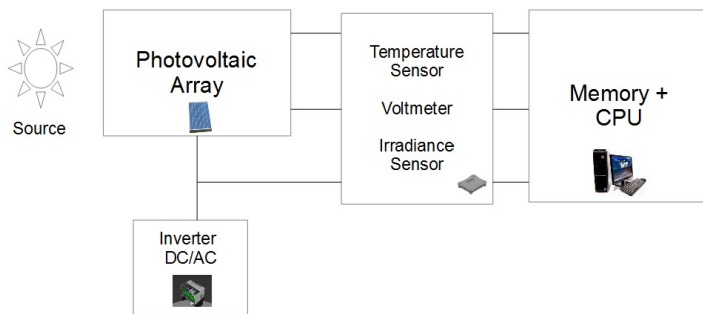 Source
Photovoltaic
Array
Temperature
Sensor
Voltmeter
Irradiance
Sensor
Memory +
CPU
Inverter
DC/AC